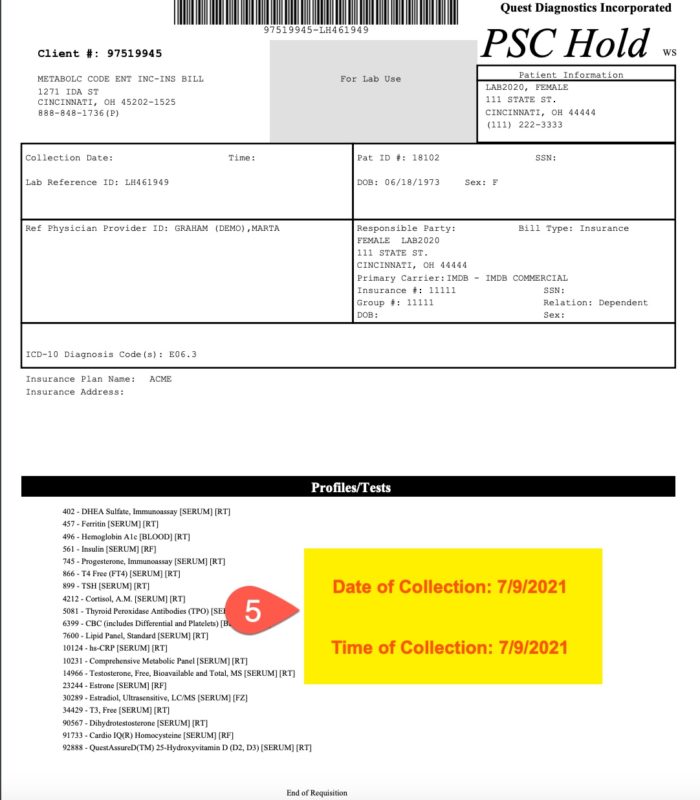 Quest Diagnostics Incorporated
97519945-LH461949
PSC Hold WS
Client #: 97519945
METABOLC CODE ENT INC-INS BILL
1271 IDA ST
CINCINNATI, OH 45202-1525
888-848-1736(P)
For Lab Use
Patient Information
LAB2020, FEMALE
111 STATE ST.
CINCINNATI, OH 44444
(111) 222-3333
Collection Date: Time:
Lab Reference ID: LH461949
Pat ID #: 18102 SSN:
DOB: 06/18/1973 Sex: F
Ref Physician Provider ID: GRAHAM (DEMO),MARTA
Responsible Party: Bill Type: Insurance
FEMALE LAB2020
111 STATE ST.
CINCINNATI, OH 44444
Primary Carrier: IMDB - IMDB COMMERCIAL
Insurance #: 11111 SSN:
Group #: 11111 Relation: Dependent
DOB: Sex:
ICD-10 Diagnosis Code(s): E06.3
Insurance Plan Name: ACME
Insurance Address:
Profiles/Tests
402 - DHEA Sulfate, Immunoassay [SERUM] [RT]
457 - Ferritin [SERUM] [RT]
496 - Hemoglobin A1c [BLOOD] [RT]
561 - Insulin [SERUM] [RF]
745 - Progesterone, Immunoassay [SERUM] [RT]
866 - T4 Free (FT4) [SERUM] [RT]
899 - TSH [SERUM] [RT]
4212 - Cortisol, A.M. [SERUM] [RT]
5081 - Thyroid Peroxidase Antibodies (TPO) [SE
6399 - CBC (includes Differential and Platelets) [B
7600 - Lipid Panel, Standard [SERUM] [RT]
10124 - hs-CRP [SERUM] [RT]
10231 - Comprehensive Metabolic Panel [SERUM] [RT]
14966 - Testosterone, Free, Bioavailable and Total, MS [SERUM] [RT]
23244 - Estrone [SERUM] [RF]
30289 - Estradiol, Ultrasensitive, LC/MS [SERUM] [FZ]
34429 - T3, Free [SERUM] [RT]
90567 - Dihydrotestosterone [SERUM] [RT]
91733 - Cardio IQ(R) Homocysteine [SERUM] [RF]
92888 - QuestAssureD(TM) 25-Hydroxyvitamin D (D2, D3) [SERUM] [RT]
5
Date of Collection: 7/9/2021
Time of Collection: 7/9/2021
End of Requisition